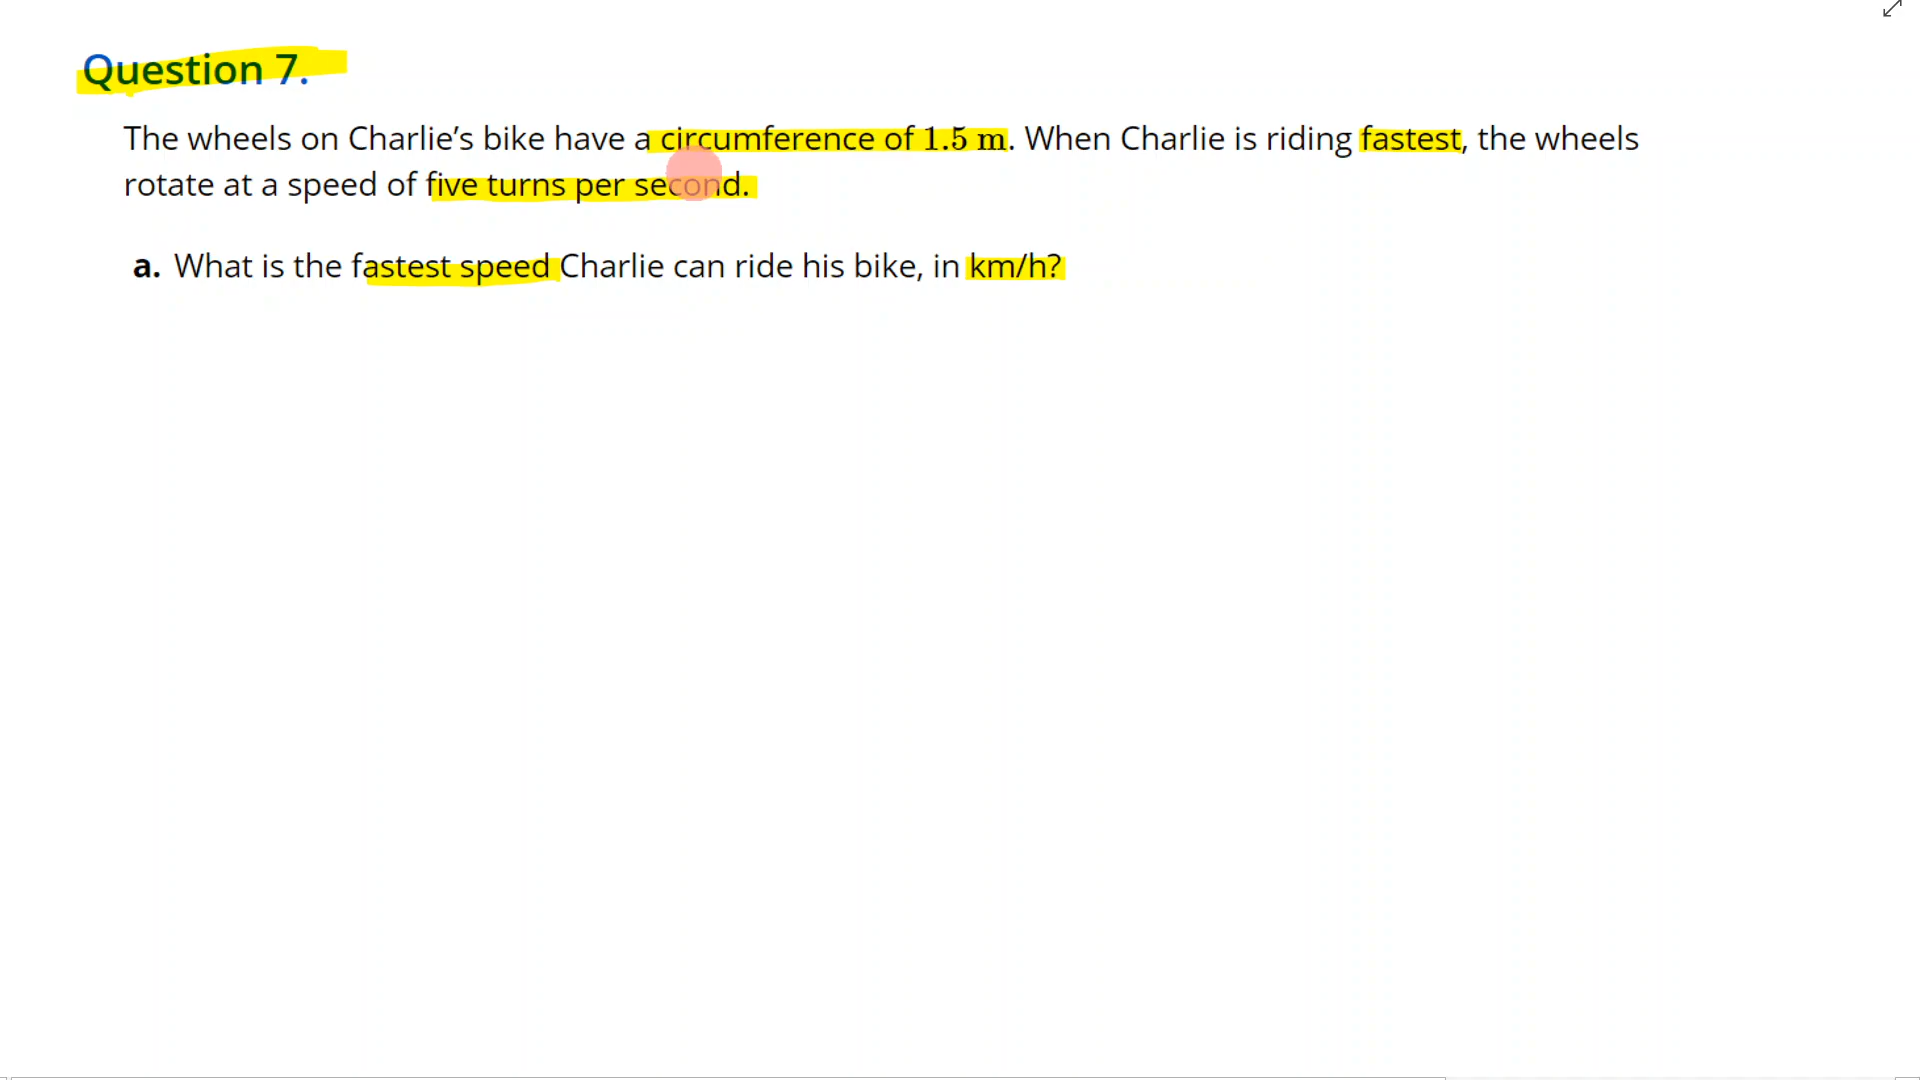 Question 7.
The wheels on Charlie’s bike have a circumference of 1.5 m. When Charlie is riding fastest, the wheels
rotate at a speed of five turns per second.
a. What is the fastest speed Charlie can ride his bike, in km/h?